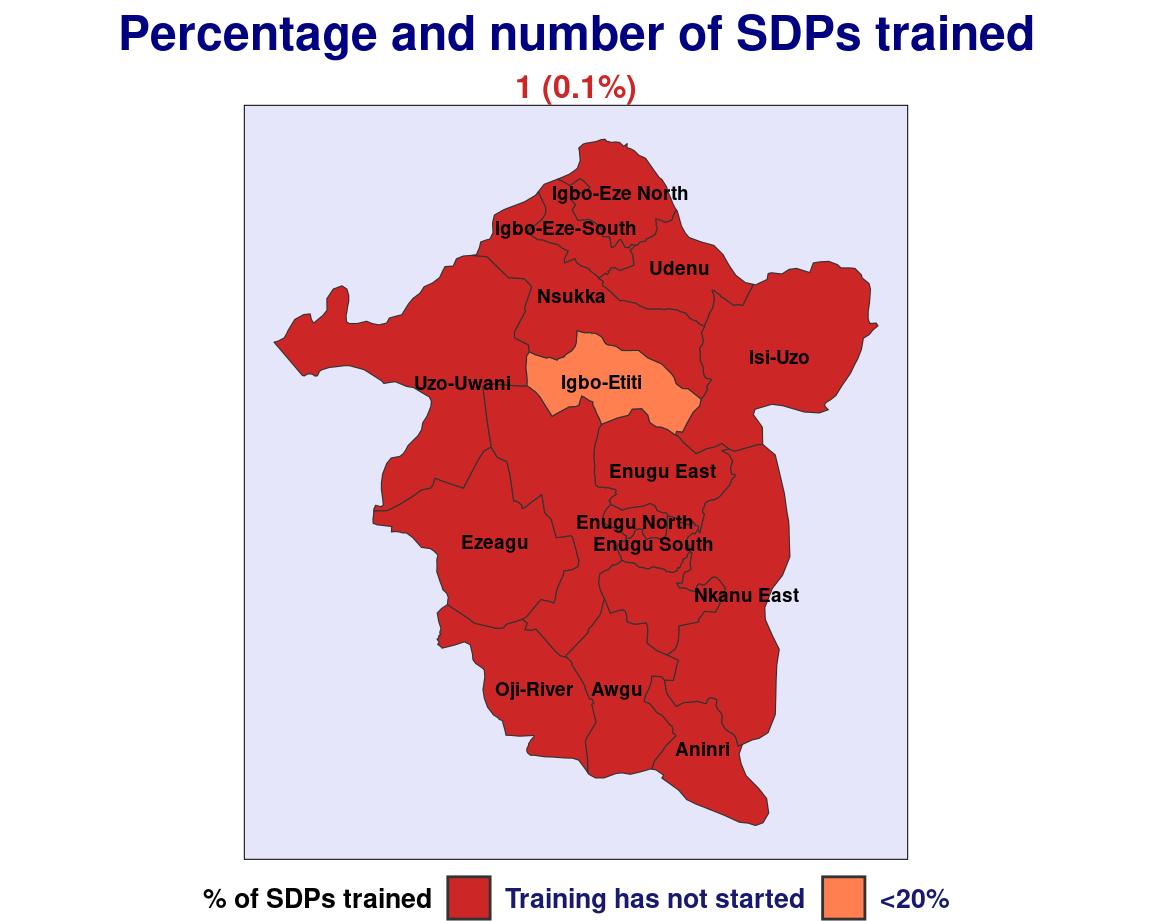 Percentage and number of SDPs trained
1 (0.1%)
Igbo-Eze North
Igbo-Eze-South
Udenu
Nsukka
Isi-Uzo
Uzo-Uwani
Igbo-Etiti
Enugu East
Enugu North
Ezeagu
Enugu South
Nkanu East
Oji-River
Awgu
Aninri
% of SDPs trained Training has not started <20%